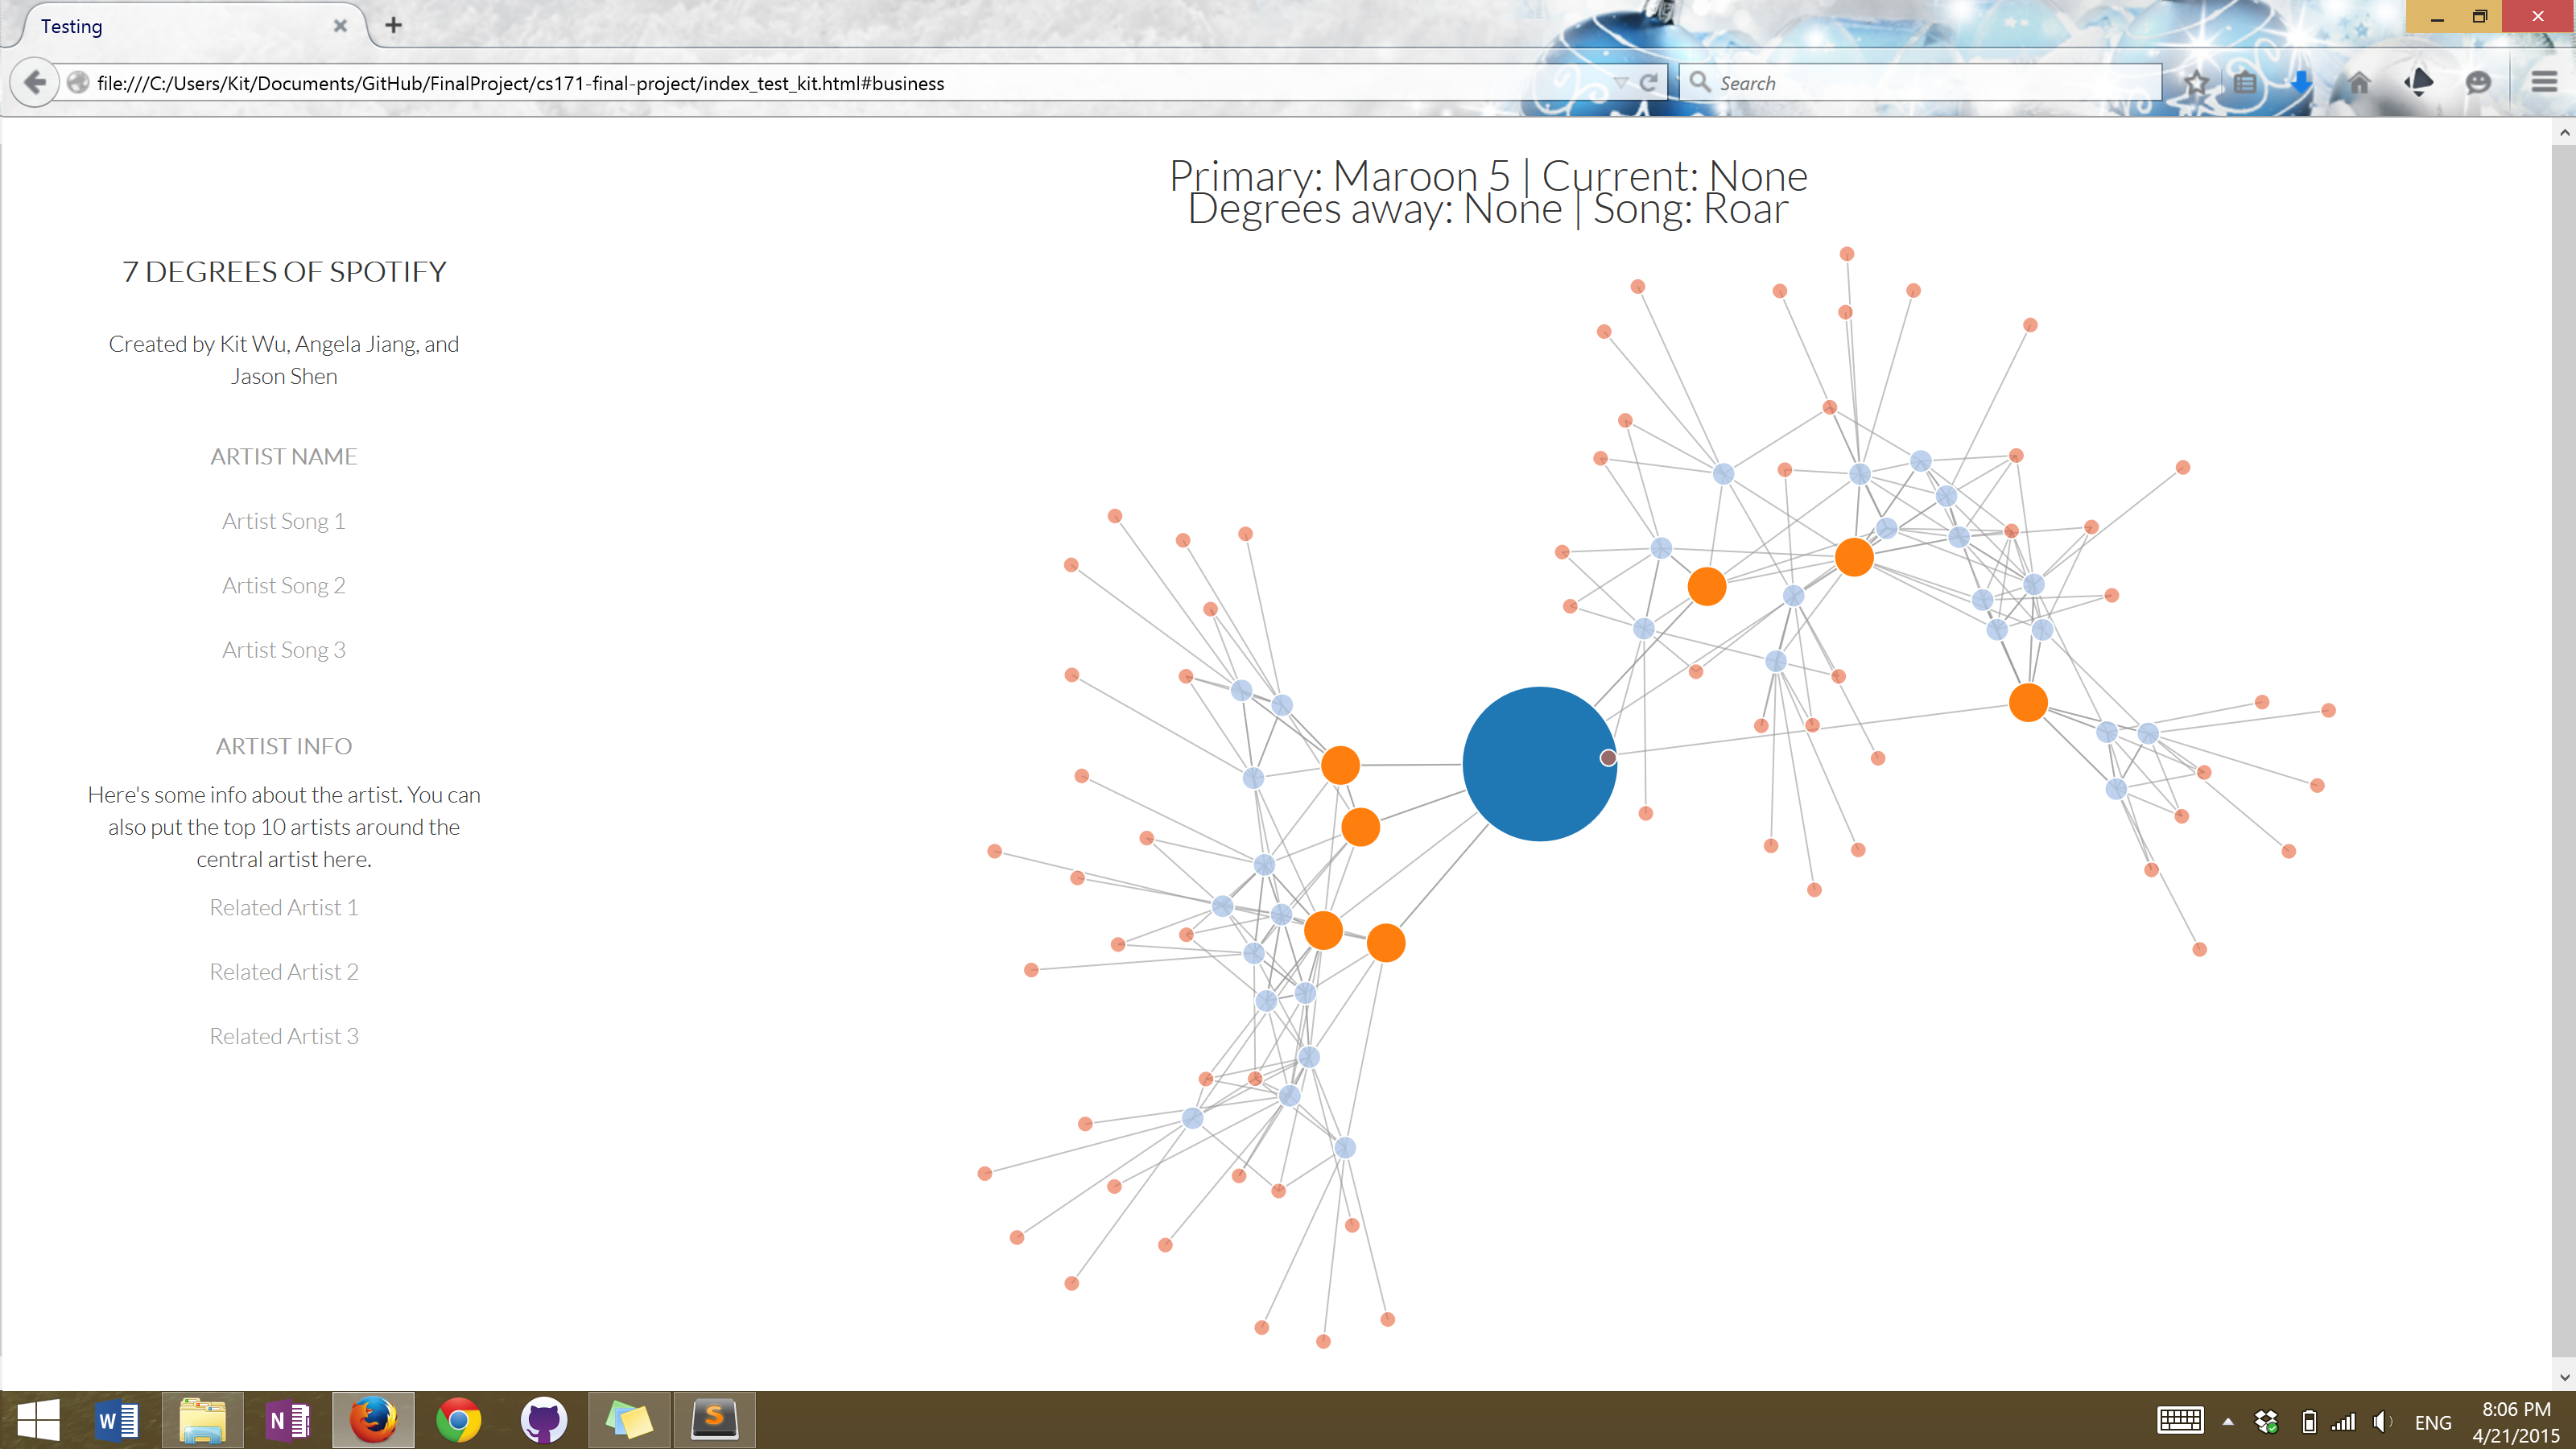 Testing
file:///C:/Users/Kit/Documents/GitHub/FinalProject/cs171-final-project/index_test_kit.html#business
Search
Primary: Maroon 5 | Current: None
Degrees away: None | Song: Roar
7 DEGREES OF SPOTIFY
Created by Kit Wu, Angela Jiang, and
Jason Shen
ARTIST NAME
Artist Song 1
Artist Song 2
Artist Song 3
ARTIST INFO
Here's some info about the artist. You can
also put the top 10 artists around the
central artist here.
Related Artist 1
Related Artist 2
Related Artist 3
W
N
S
ENG
8:06 PM
4/21/2015